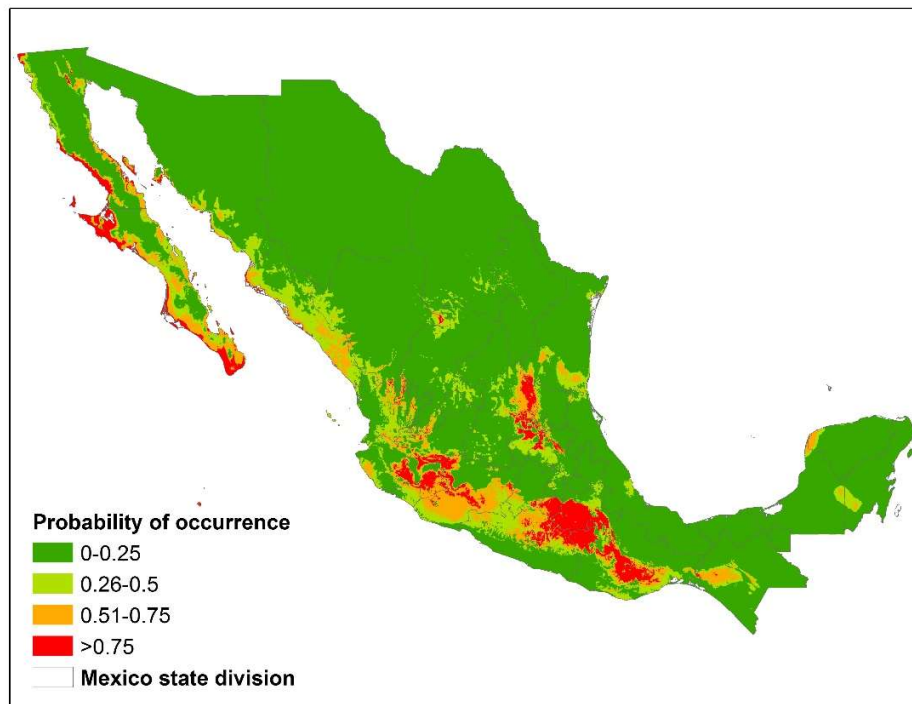 Probability of occurrence
0-0.25
0.26-0.5
0.51-0.75
>0.75
Mexico state division